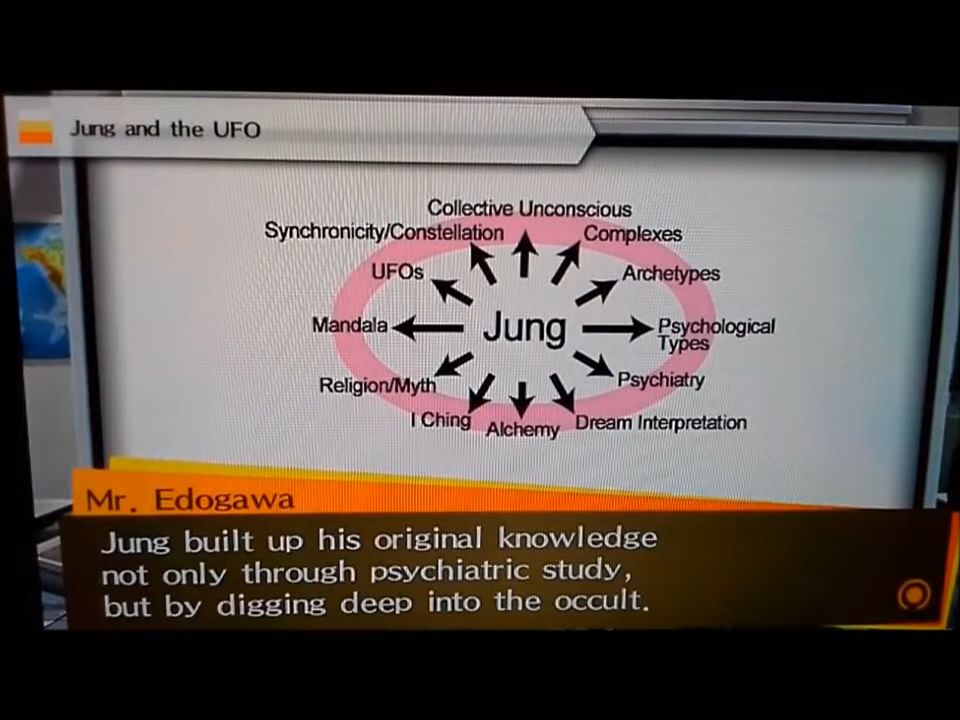 Jung and the UFO
Collective Unconscious
Synchronicity/Constellation
Complexes
UFOs
Archetypes
Mandala
Jung
Psychological
Types
Religion/Myth
Psychiatry
I Ching
Alchemy
Dream Interpretation
Mr. Edogawa
Jung built up his original knowledge
not only through psychiatric study,
but by digging deep into the occult.